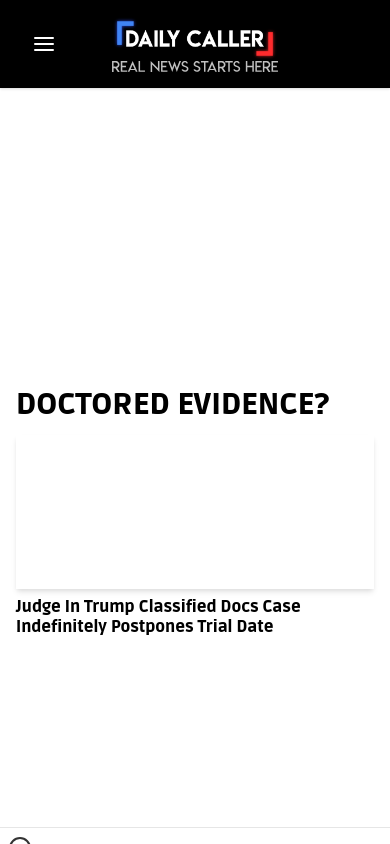 DAILY CALLER
REAL NEWS STARTS HERE
DOCTORED EVIDENCE?
Judge In Trump Classified Docs Case
Indefinitely Postpones Trial Date